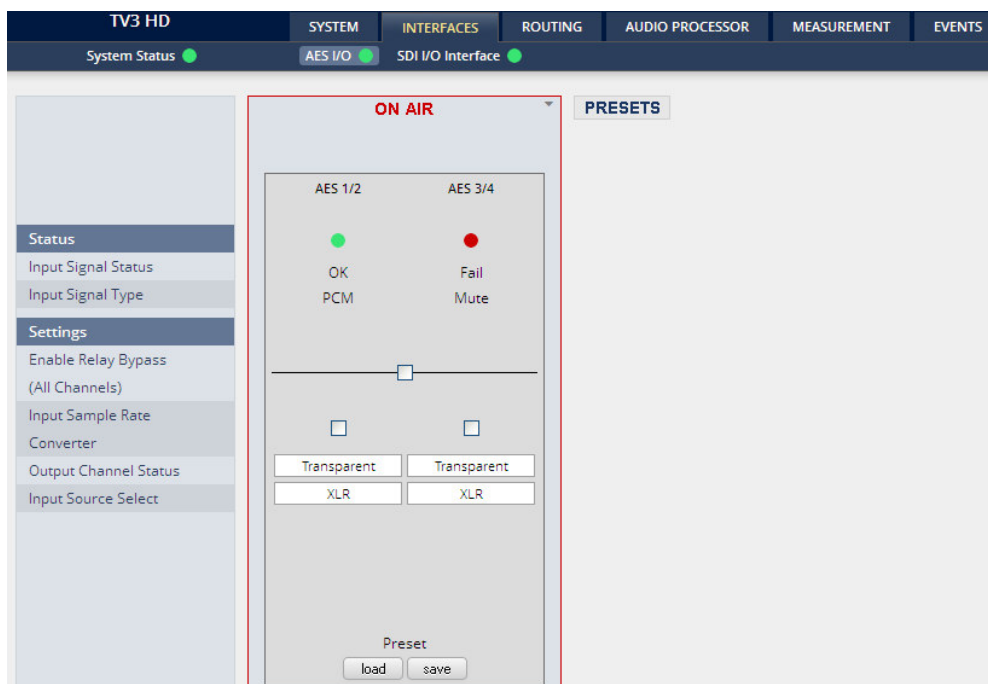 TV3 HD SYSTEM INTERFACES ROUTING AUDIO PROCESSOR MEASUREMENT EVENTS
System Status AES I/O SDI I/O Interface
ON AIR PRESETS
AES 1/2 AES 3/4
Status
Input Signal Status OK Fail
Input Signal Type PCM Mute
Settings
Enable Relay Bypass
(All Channels)
Input Sample Rate
Converter
Output Channel Status Transparent Transparent
Input Source Select XLR XLR
Preset
load save